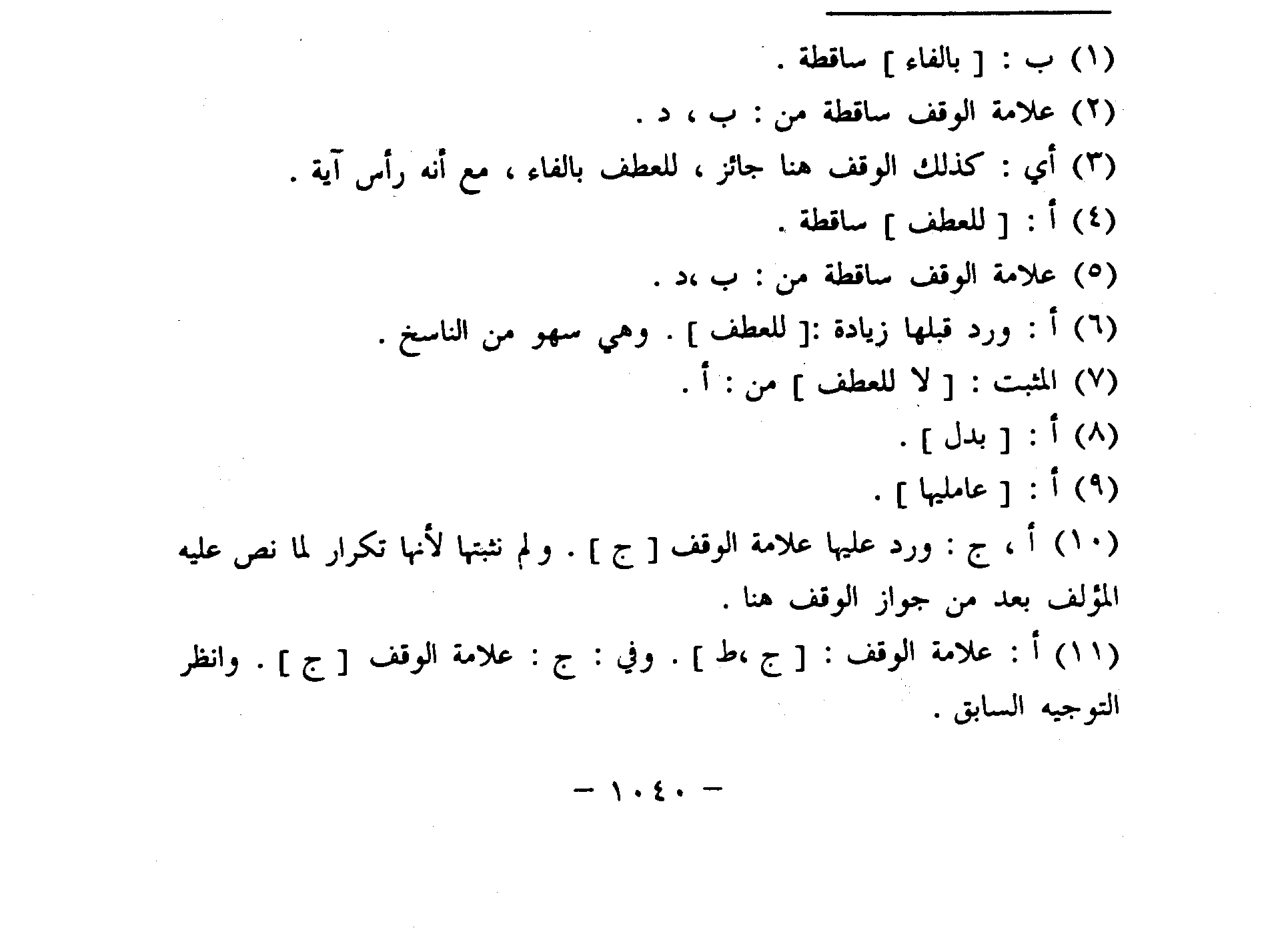 (١) ب : [ بالفاء ] ساقطة .
(٢) علامة الوقف ساقطة من : ب ، د .
(٣) أي : كذلك الوقف هنا جائز ، للعطف بالفاء ، مع أنه رأس آية .
(٤) أ : [ للعطف ] ساقطة .
(٥) علامة الوقف ساقطة من : ب ،د .
(٦) أ : ورد قبلها زيادة :[ للعطف ] . وهي سهو من الناسخ .
(٧) المثبت : [ لا للعطف ] من : أ .
(٨) أ : [ بدل ] .
(٩) أ : [ عامليها ] .
(١٠) أ ، ج : ورد عليها علامة الوقف [ ج ] . ولم نثبتها لأنها تكرار لما نص عليه
المؤلف بعد من جواز الوقف هنا .
(١١) أ : علامة الوقف : [ ج ،ط ] . وفي : ج : علامة الوقف [ ج ] . وانظر
التوجيه السابق .
– ١٠٤٠ –